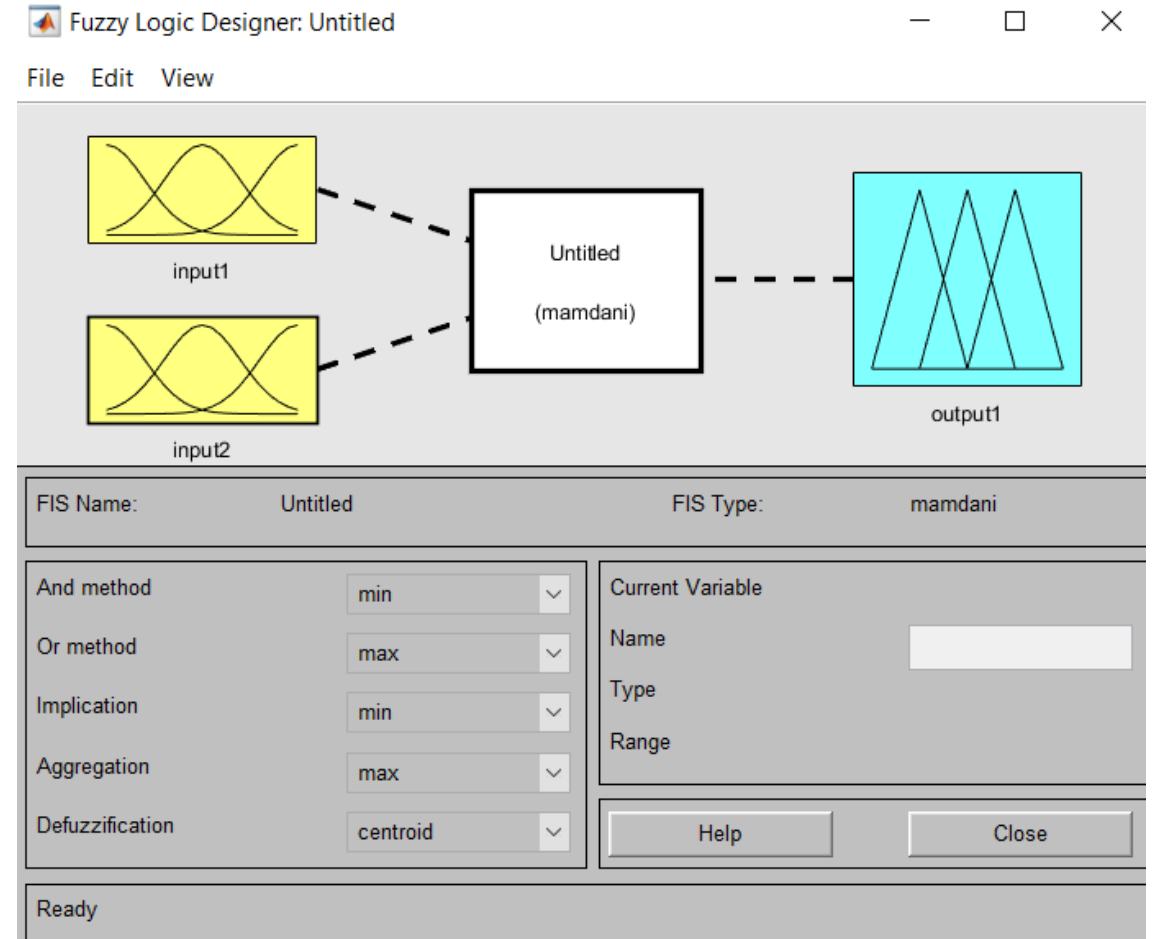 Fuzzy Logic Designer: Untitled
File Edit View
input1
input2
Untitled
(mamdani)
output1
FIS Name: Untitled FIS Type: mamdani
And method min
Or method max
Implication min
Aggregation max
Defuzzification centroid
Current Variable
Name
Type
Range
Help Close
Ready